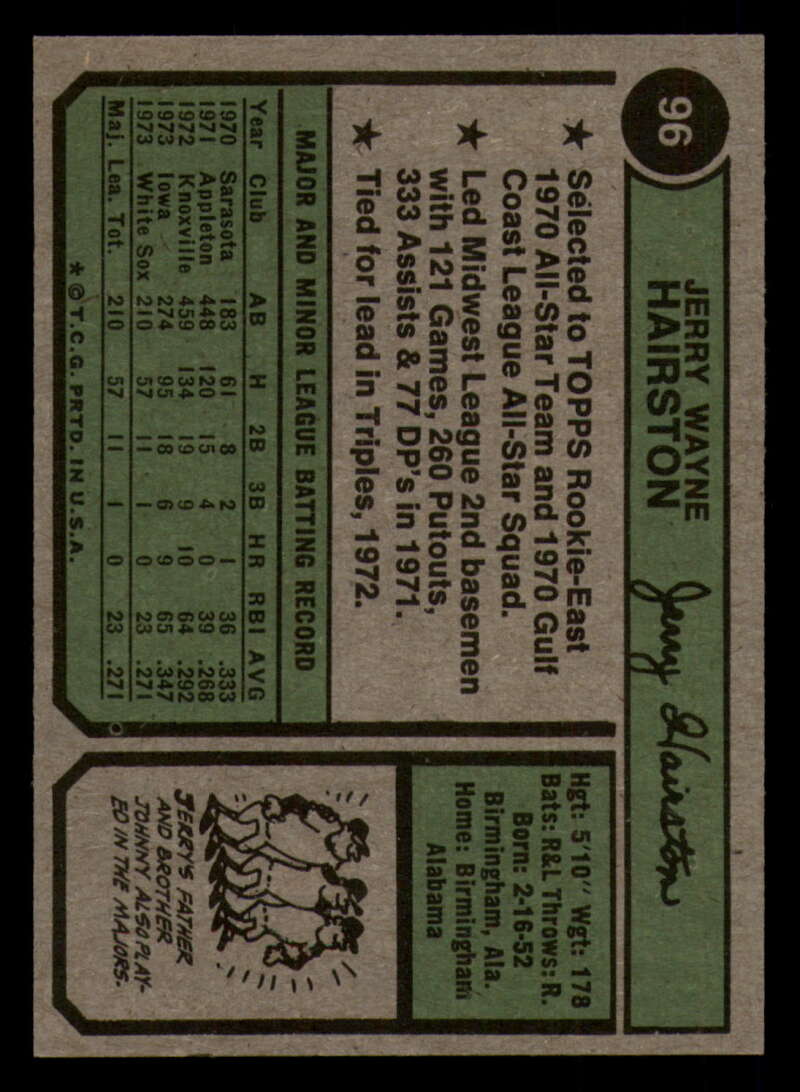 96
JERRY WAYNE
HAIRSTON
Jerry Hairston
★ Selected to TOPPS Rookie-East
1970 All-Star Team and 1970 Gulf
Coast League All-Star Squad.
★ Led Midwest League 2nd basemen
with 121 Games, 260 Putouts,
333 Assists & 77 DP's in 1971.
★ Tied for lead in Triples, 1972.
MAJOR AND MINOR LEAGUE BATTING RECORD
Year Club AB H 2B 3B HR RBI AVG
1970 Sarasota 183 61 8 2 1 36 .333
1971 Appleton 448 120 15 4 0 39 .268
1972 Knoxville 459 134 19 9 10 64 .292
1973 Iowa 274 95 18 6 9 65 .347
1973 White Sox 210 57 11 1 0 23 .271
Maj. Lea. Tot. 210 57 11 1 0 23 .271
* © T.C.G. PRTD. IN U.S.A.
Hgt: 5'10" Wgt: 178
Bats: R&L Throws: R.
Born: 2-16-52
Birmingham, Ala.
Home: Birmingham
Alabama
JERRY'S FATHER
AND BROTHER
JOHNNY ALSO PLAY-
ED IN THE MAJORS.